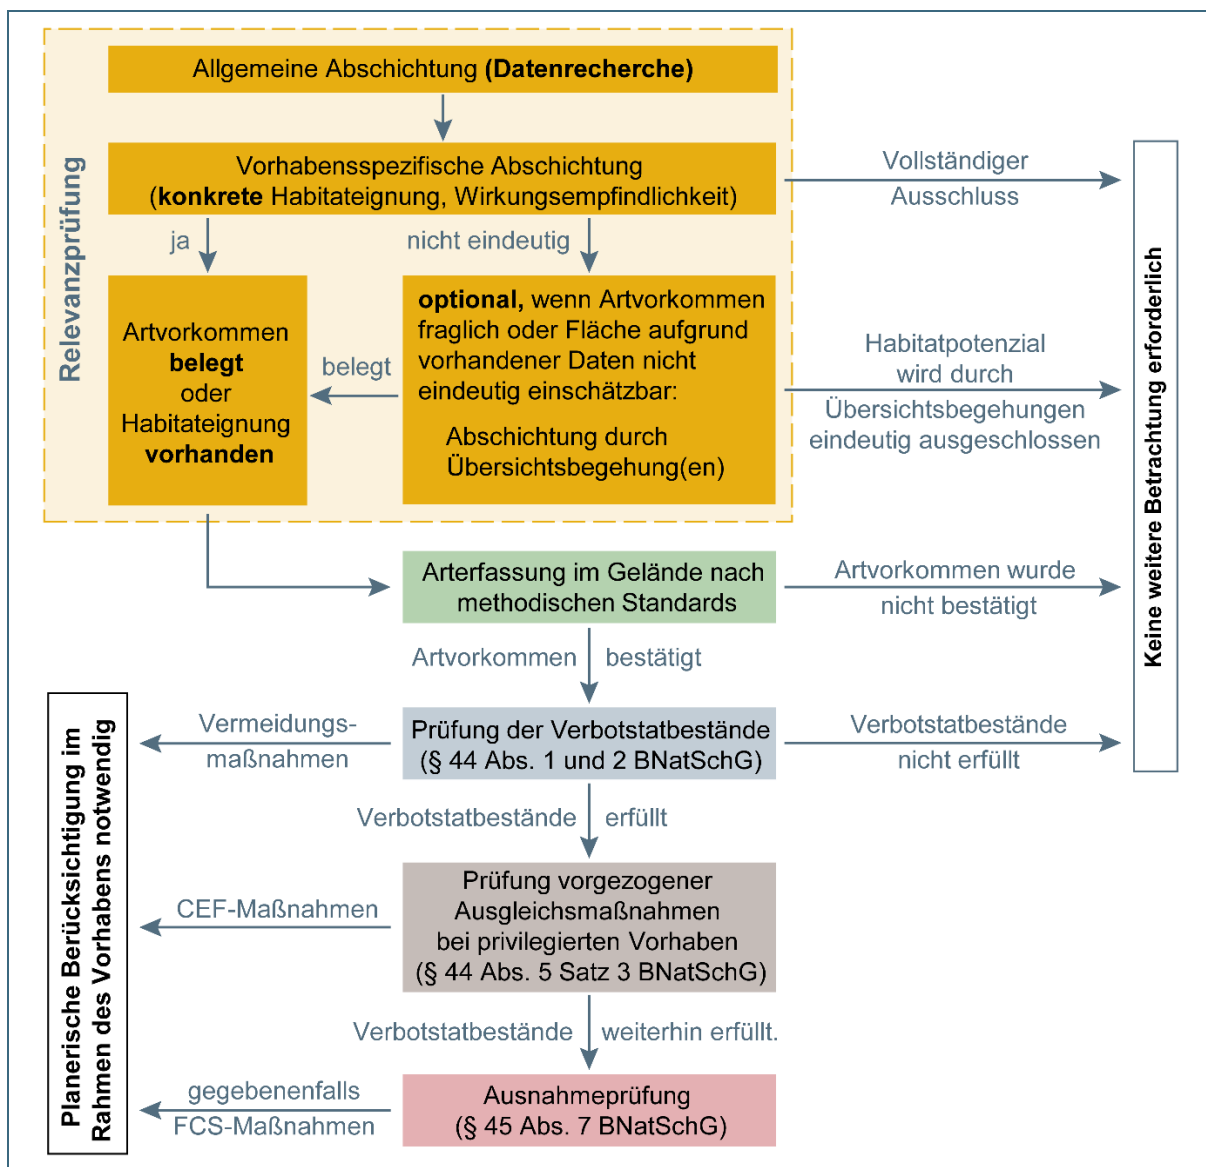 Relevanzprüfung
Allgemeine Abschichtung (Datenrecherche)
Vorhabensspezifische Abschichtung
(konkrete Habitateignung, Wirkungsempfindlichkeit)
Vollständiger
Ausschluss
ja
nicht eindeutig
Artvorkommen
belegt
oder
Habitateignung
vorhanden
belegt
optional, wenn Artvorkommen
fraglich oder Fläche aufgrund
vorhandener Daten nicht
eindeutig einschätzbar:
Abschichtung durch
Übersichtsbegehung(en)
Habitatpotenzial
wird durch
Übersichtsbegehungen
eindeutig ausgeschlossen
Keine weitere Betrachtung erforderlich
Arterfassung im Gelände nach
methodischen Standards
Artvorkommen wurde
nicht bestätigt
Artvorkommen bestätigt
Planerische Berücksichtigung im
Rahmen des Vorhabens notwendig
Vermeidungs-
maßnahmen
Prüfung der Verbotstatbestände
(§ 44 Abs. 1 und 2 BNatSchG)
Verbotstatbestände
nicht erfüllt
Verbotstatbestände erfüllt
CEF-Maßnahmen
Prüfung vorgezogener
Ausgleichsmaßnahmen
bei privilegierten Vorhaben
(§ 44 Abs. 5 Satz 3 BNatSchG)
Verbotstatbestände weiterhin erfüllt.
gegebenenfalls
FCS-Maßnahmen
Ausnahmeprüfung
(§ 45 Abs. 7 BNatSchG)